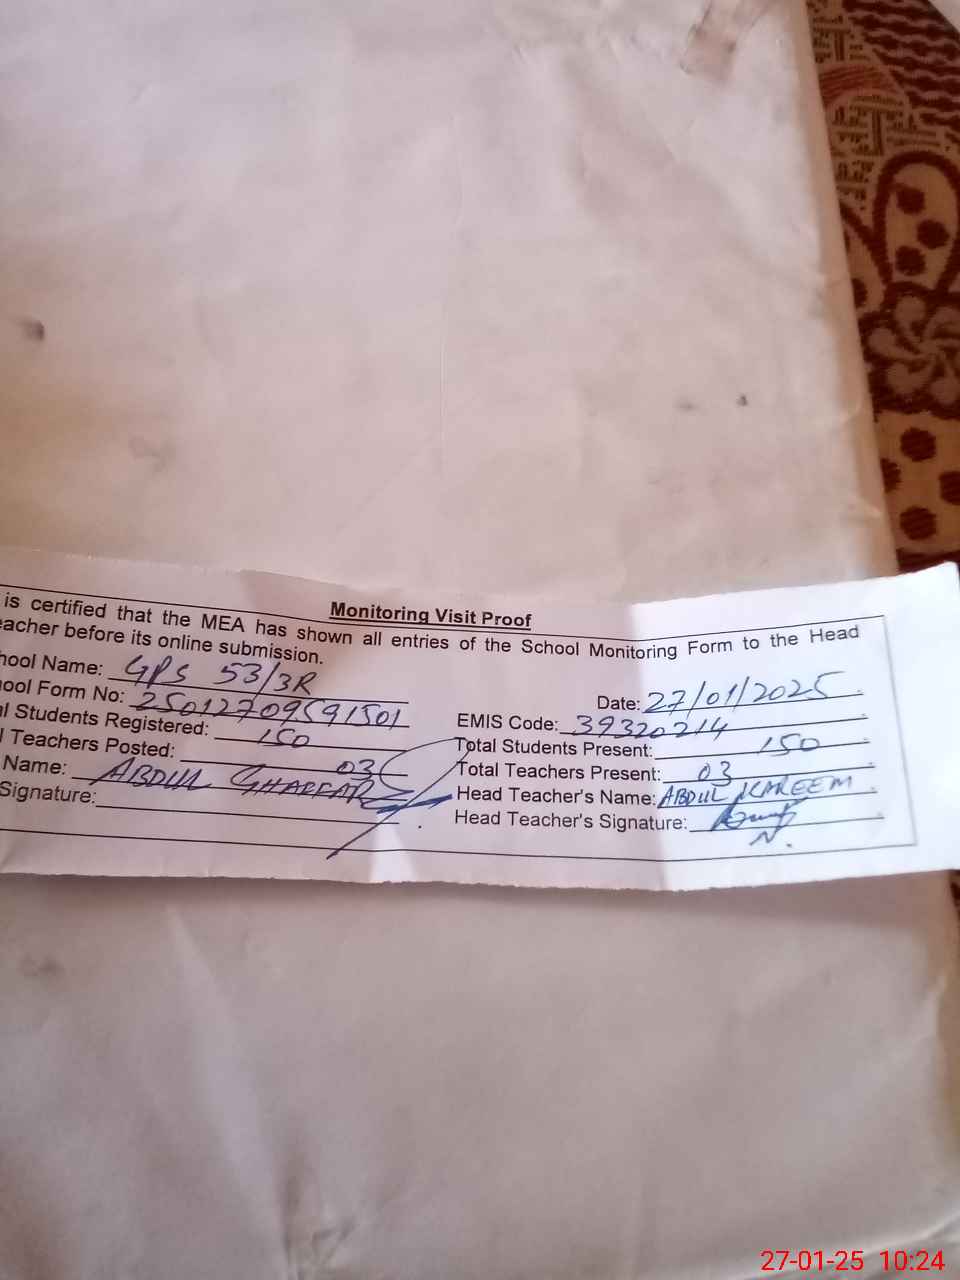 Monitoring Visit Proof
is certified that the MEA has shown all entries of the School Monitoring Form to the Head
eacher before its online submission.
hool Name: GPS 53/3R
Date: 27/01/2025
hool Form No: 25012709591501
EMIS Code: 39320214
al Students Registered: 150
Total Students Present: 150
l Teachers Posted: 03
Total Teachers Present: 03
Name: ABDUL GHAFFAR
Head Teacher's Name: ABDUL KAREEM
Signature:
Head Teacher's Signature:
27-01-25 10:24